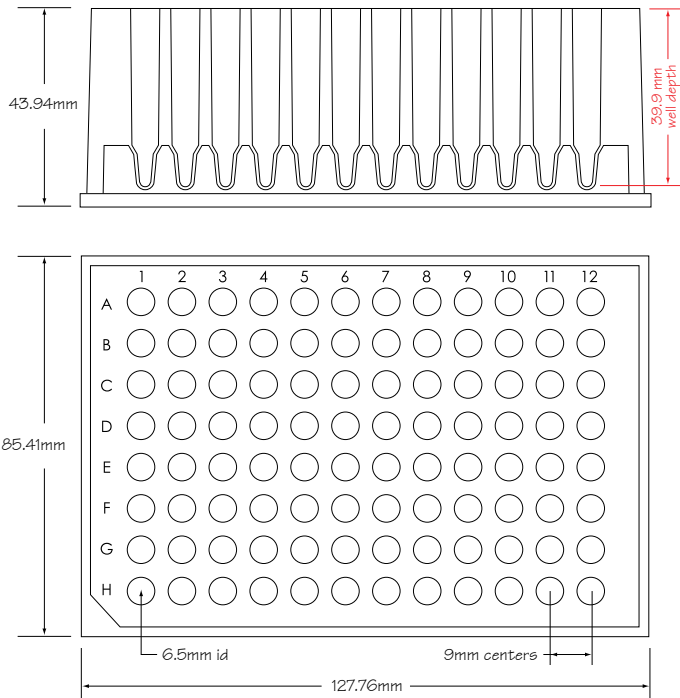 43.94mm
39.9 mm
well depth
1 2 3 4 5 6 7 8 9 10 11 12
A
B
C
D
85.41mm
E
F
G
H
6.5mm id
9mm centers
127.76mm